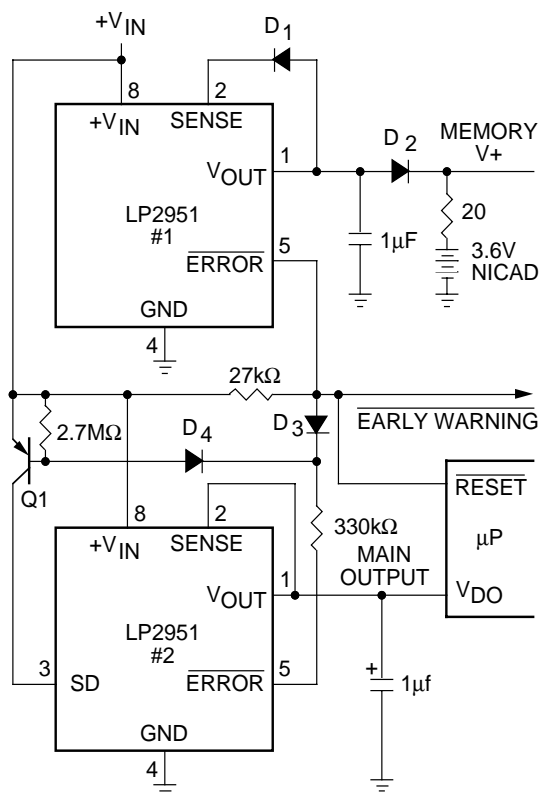 +VIN
D1
8
2
+VIN
SENSE
D2
MEMORY
V+
1
VOUT
LP2951
#1
20
1µF
3.6V
NICAD
5
ERROR
GND
4
27kΩ
EARLY WARNING
D3
2.7MΩ
D4
RESET
Q1
8
2
330kΩ
µP
+VIN
SENSE
MAIN
OUTPUT
1
VOUT
VDO
LP2951
#2
3
SD
5
ERROR
+
1µf
GND
4